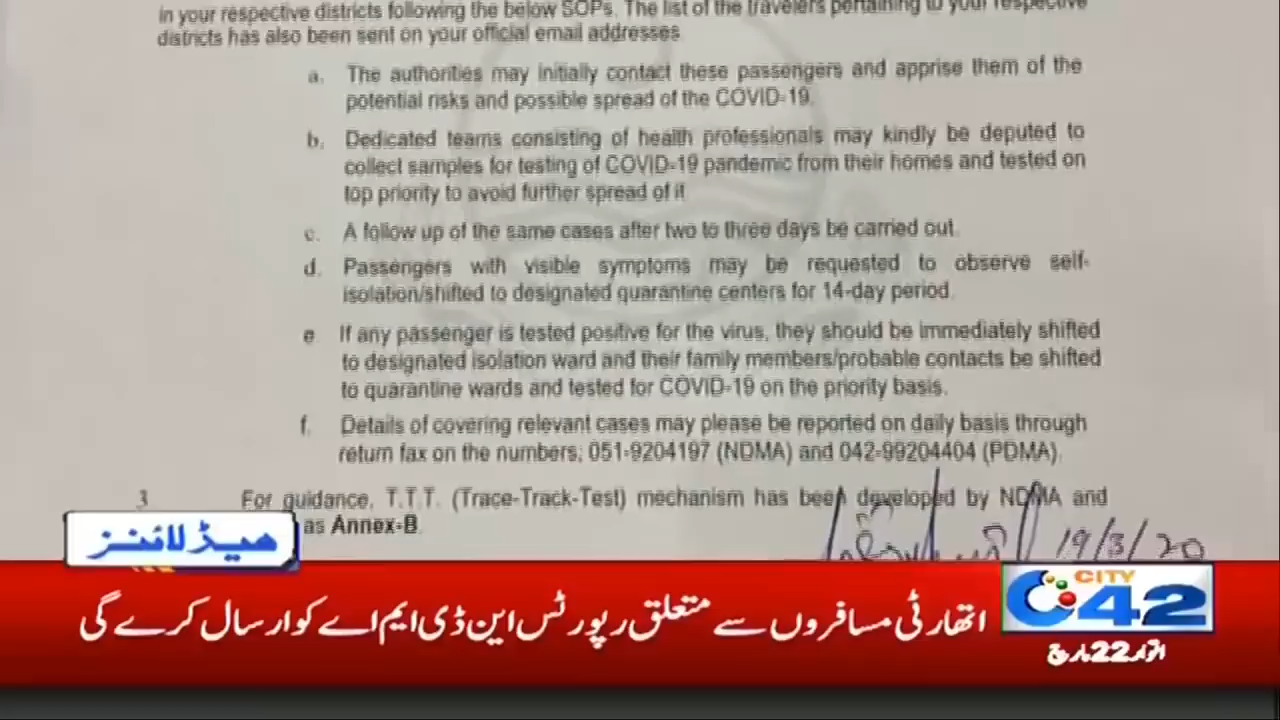 in your respective districts following the below SOPs. The list of the travelers pertaining to your respective
districts has also been sent on your official email addresses
a. The authorities may initially contact these passengers and apprise them of the
potential risks and possible spread of the COVID-19.
b. Dedicated teams consisting of health professionals may kindly be deputed to
collect samples for testing of COVID-19 pandemic from their homes and tested on
top priority to avoid further spread of it
c. A follow up of the same cases after two to three days be carried out.
d. Passengers with visible symptoms may be requested to observe self-
isolation/shifted to designated quarantine centers for 14-day period.
e If any passenger is tested positive for the virus, they should be immediately shifted
to designated isolation ward and their family members/probable contacts be shifted
to quarantine wards and tested for COVID-19 on the priority basis.
f. Details of covering relevant cases may please be reported on daily basis through
return fax on the numbers; 051-9204197 (NDMA) and 042-99204404 (PDMA).
3 For guidance, T.T.T. (Trace-Track-Test) mechanism has been developed by NDMA and
as Annex-B.
19/3/20
ہیڈلائنز
CITY
42
اتھارٹی مسافروں سے متعلق رپورٹس این ڈی ایم اے کو ارسال کرے گی
اتوار 22 مارچ